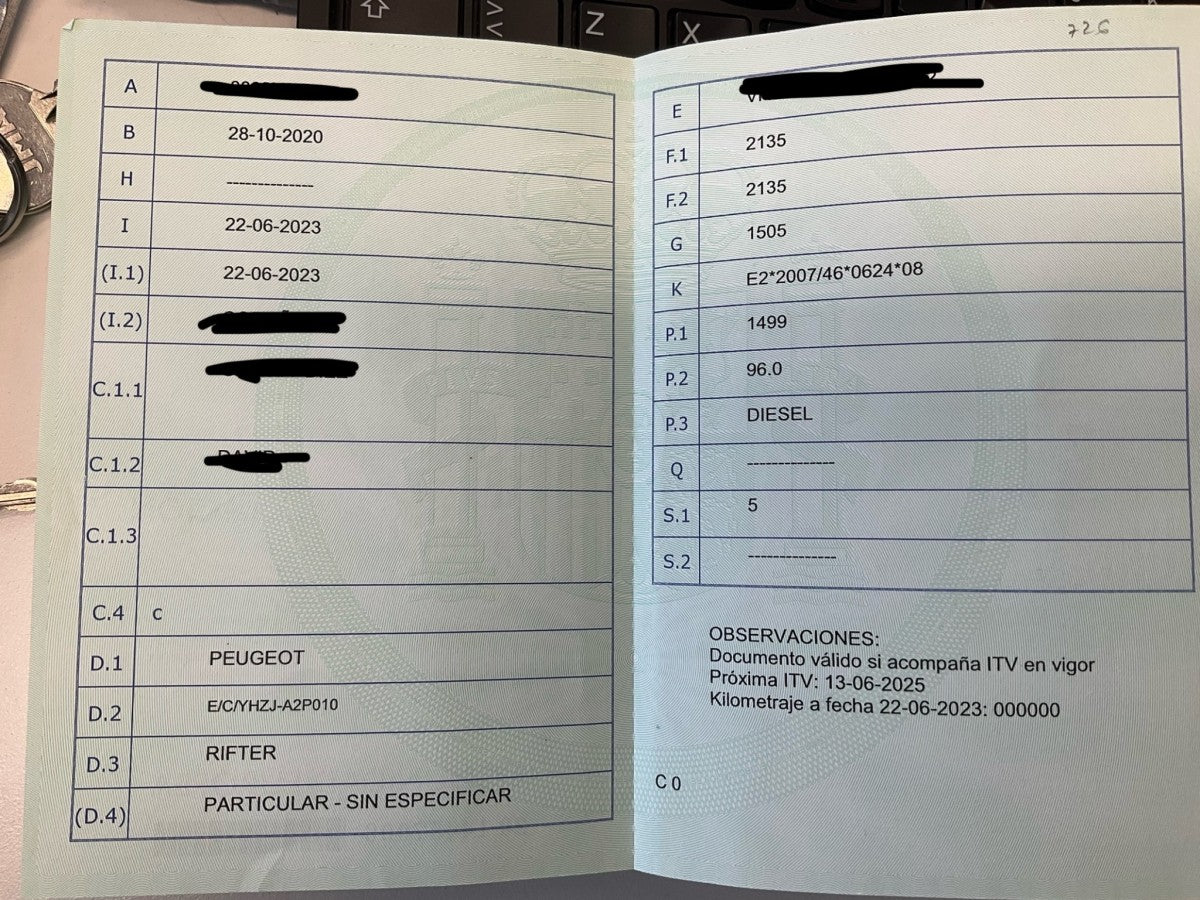 Z
X
726
A
B 28-10-2020
H ---------------
I 22-06-2023
(I.1) 22-06-2023
(I.2)
C.1.1
C.1.2
C.1.3
C.4 c
D.1 PEUGEOT
D.2 E/C/YHZJ-A2P010
D.3 RIFTER
(D.4) PARTICULAR - SIN ESPECIFICAR
E
F.1 2135
F.2 2135
G 1505
K E2*2007/46*0624*08
P.1 1499
P.2 96.0
P.3 DIESEL
Q ---------------
S.1 5
S.2 ---------------
OBSERVACIONES:
Documento válido si acompaña ITV en vigor
Próxima ITV: 13-06-2025
Kilometraje a fecha 22-06-2023: 000000
C 0